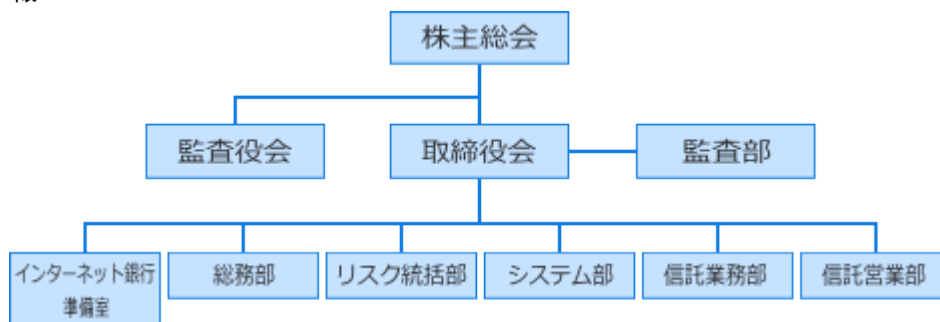 株主総会
監査役会
取締役会
監査部
インターネット銀行
準備室
総務部
リスク統括部
システム部
信託業務部
信託営業部